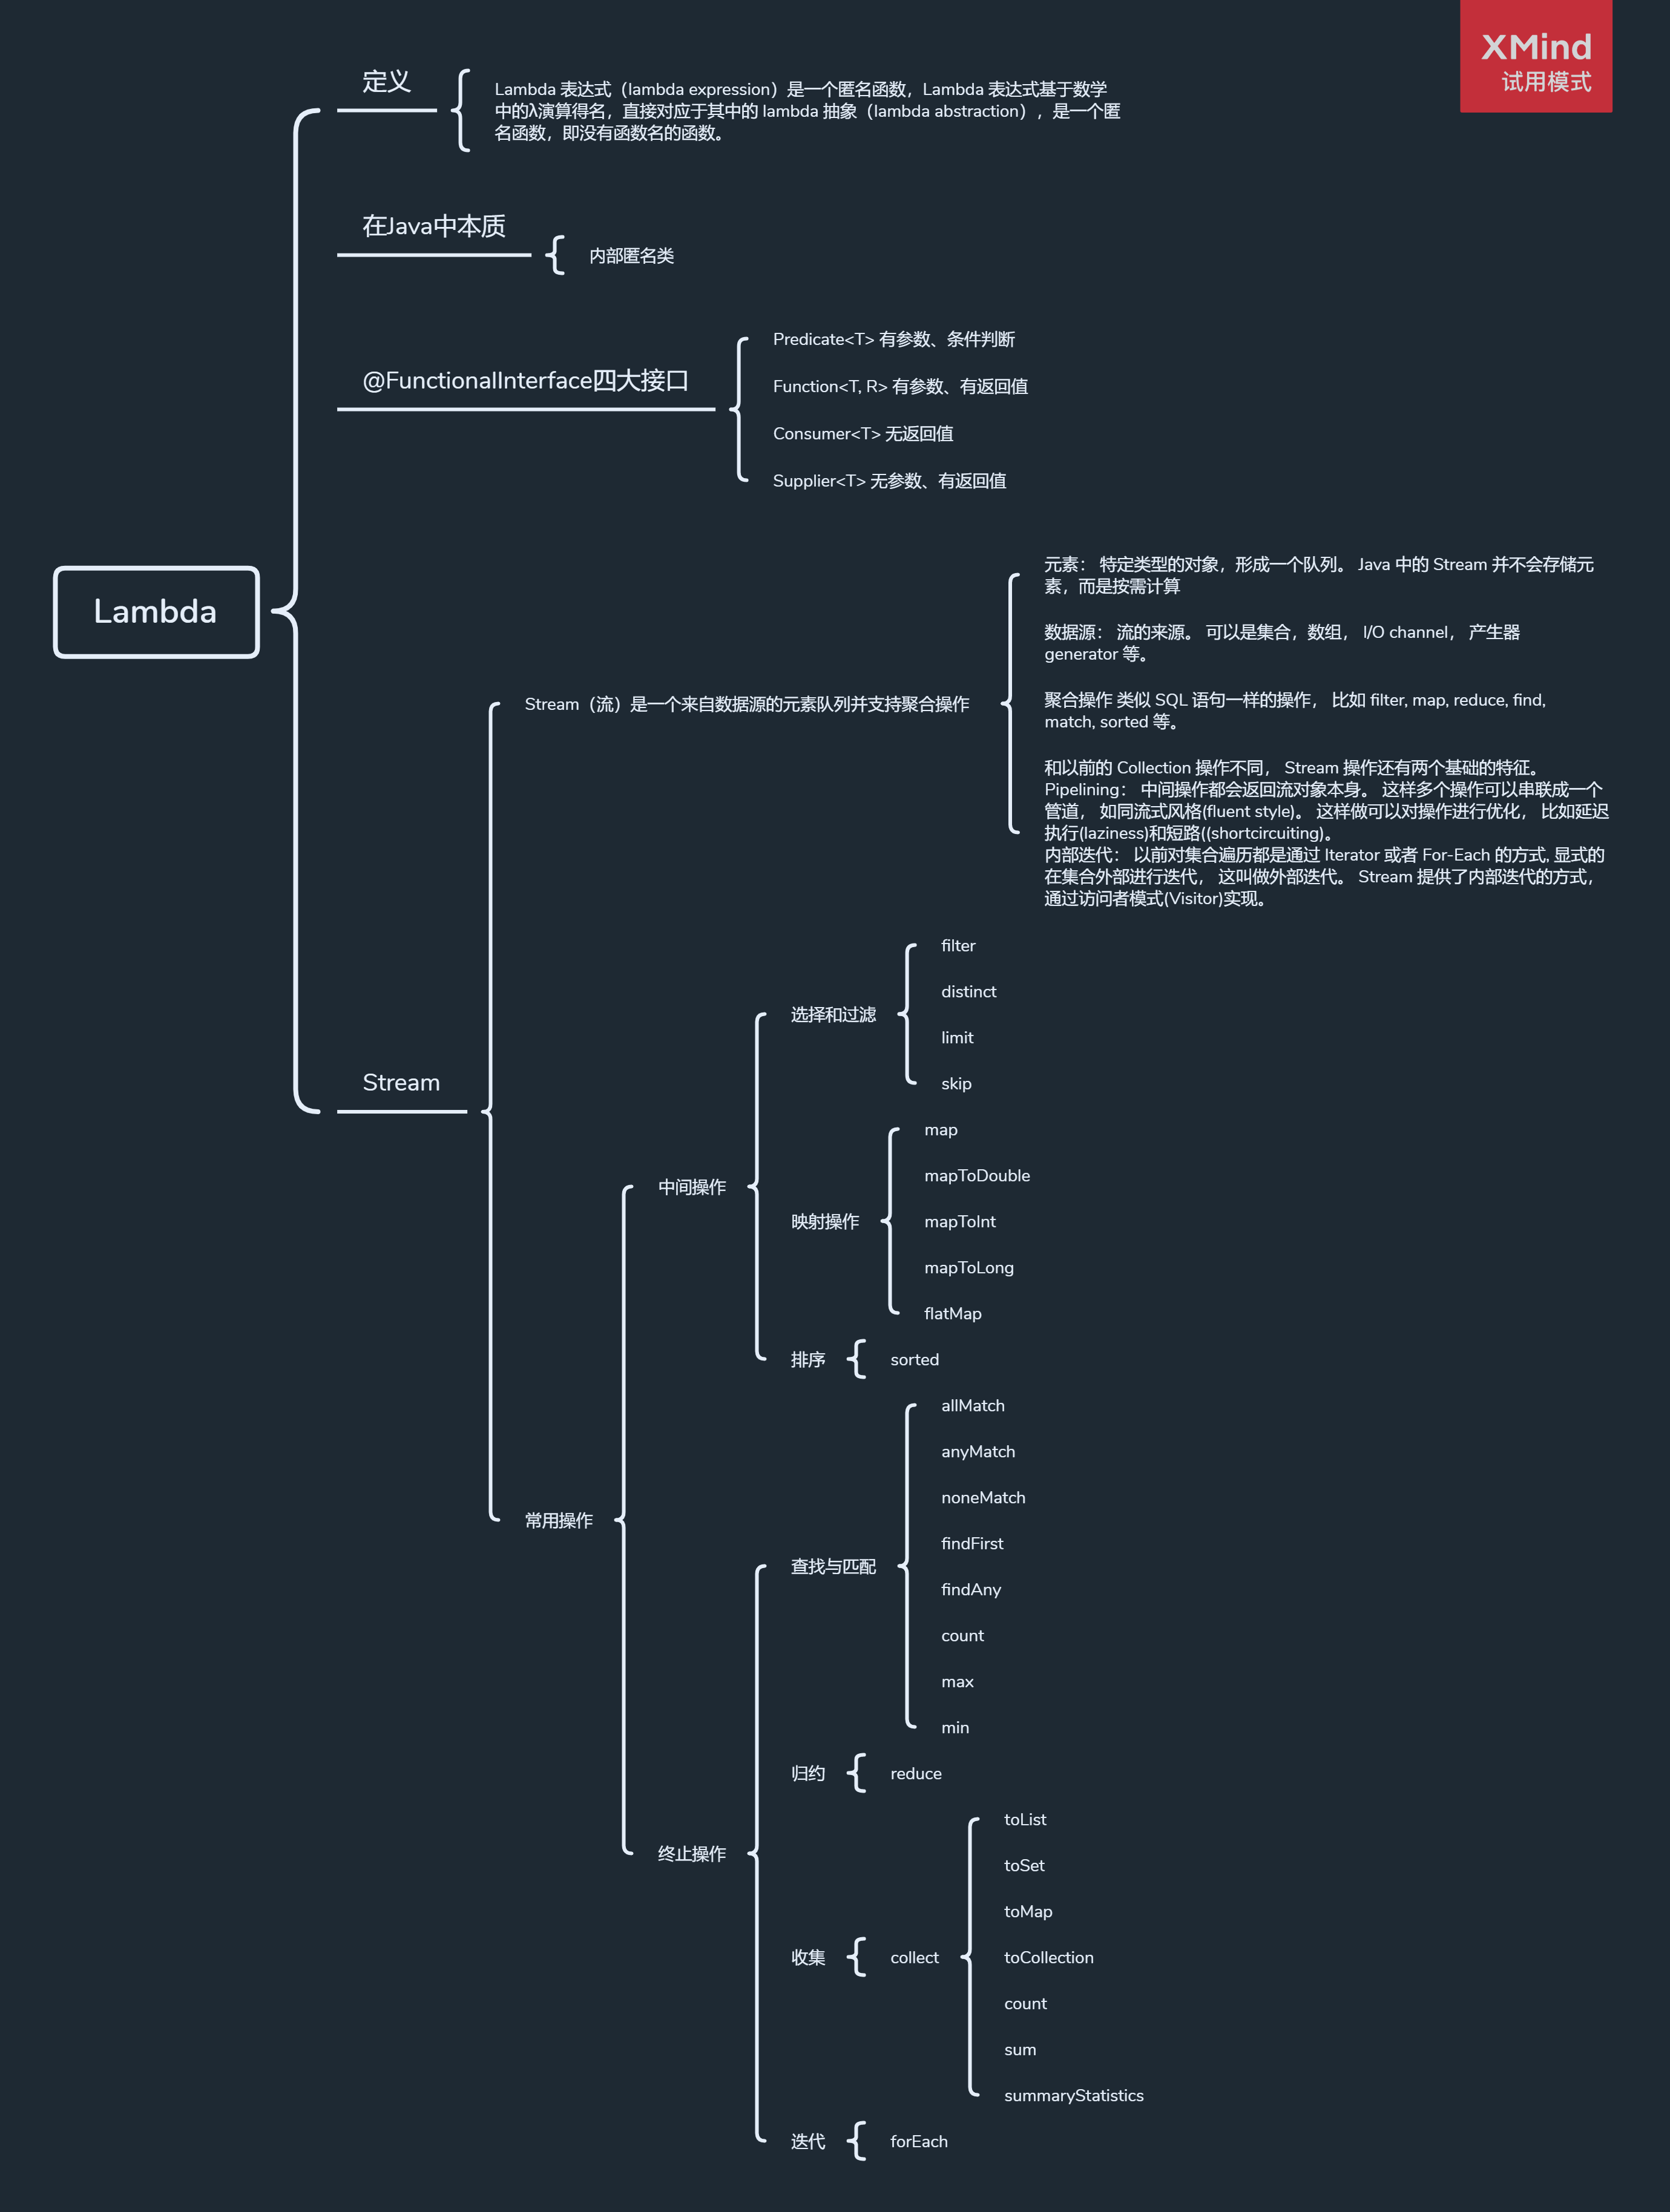 XMind
试用模式
Lambda
定义
Lambda 表达式（lambda expression）是一个匿名函数，Lambda 表达式基于数学
中的λ演算得名，直接对应于其中的 lambda 抽象（lambda abstraction），是一个匿
名函数，即没有函数名的函数。
在Java中本质
内部匿名类
@FunctionalInterface四大接口
Predicate<T> 有参数、条件判断
Function<T, R> 有参数、有返回值
Consumer<T> 无返回值
Supplier<T> 无参数、有返回值
Stream
Stream（流）是一个来自数据源的元素队列并支持聚合操作
元素： 特定类型的对象，形成一个队列。 Java 中的 Stream 并不会存储元
素，而是按需计算
数据源： 流的来源。 可以是集合，数组， I/O channel， 产生器
generator 等。
聚合操作 类似 SQL 语句一样的操作， 比如 filter, map, reduce, find,
match, sorted 等。
和以前的 Collection 操作不同， Stream 操作还有两个基础的特征。
Pipelining： 中间操作都会返回流对象本身。 这样多个操作可以串联成一个
管道， 如同流式风格(fluent style)。 这样做可以对操作进行优化， 比如延迟
执行(laziness)和短路((shortcircuiting)。
内部迭代： 以前对集合遍历都是通过 Iterator 或者 For-Each 的方式, 显式的
在集合外部进行迭代， 这叫做外部迭代。 Stream 提供了内部迭代的方式，
通过访问者模式(Visitor)实现。
常用操作
中间操作
选择和过滤
filter
distinct
limit
skip
映射操作
map
mapToDouble
mapToInt
mapToLong
flatMap
排序
sorted
终止操作
查找与匹配
allMatch
anyMatch
noneMatch
findFirst
findAny
count
max
min
归约
reduce
收集
collect
toList
toSet
toMap
toCollection
count
sum
summaryStatistics
迭代
forEach